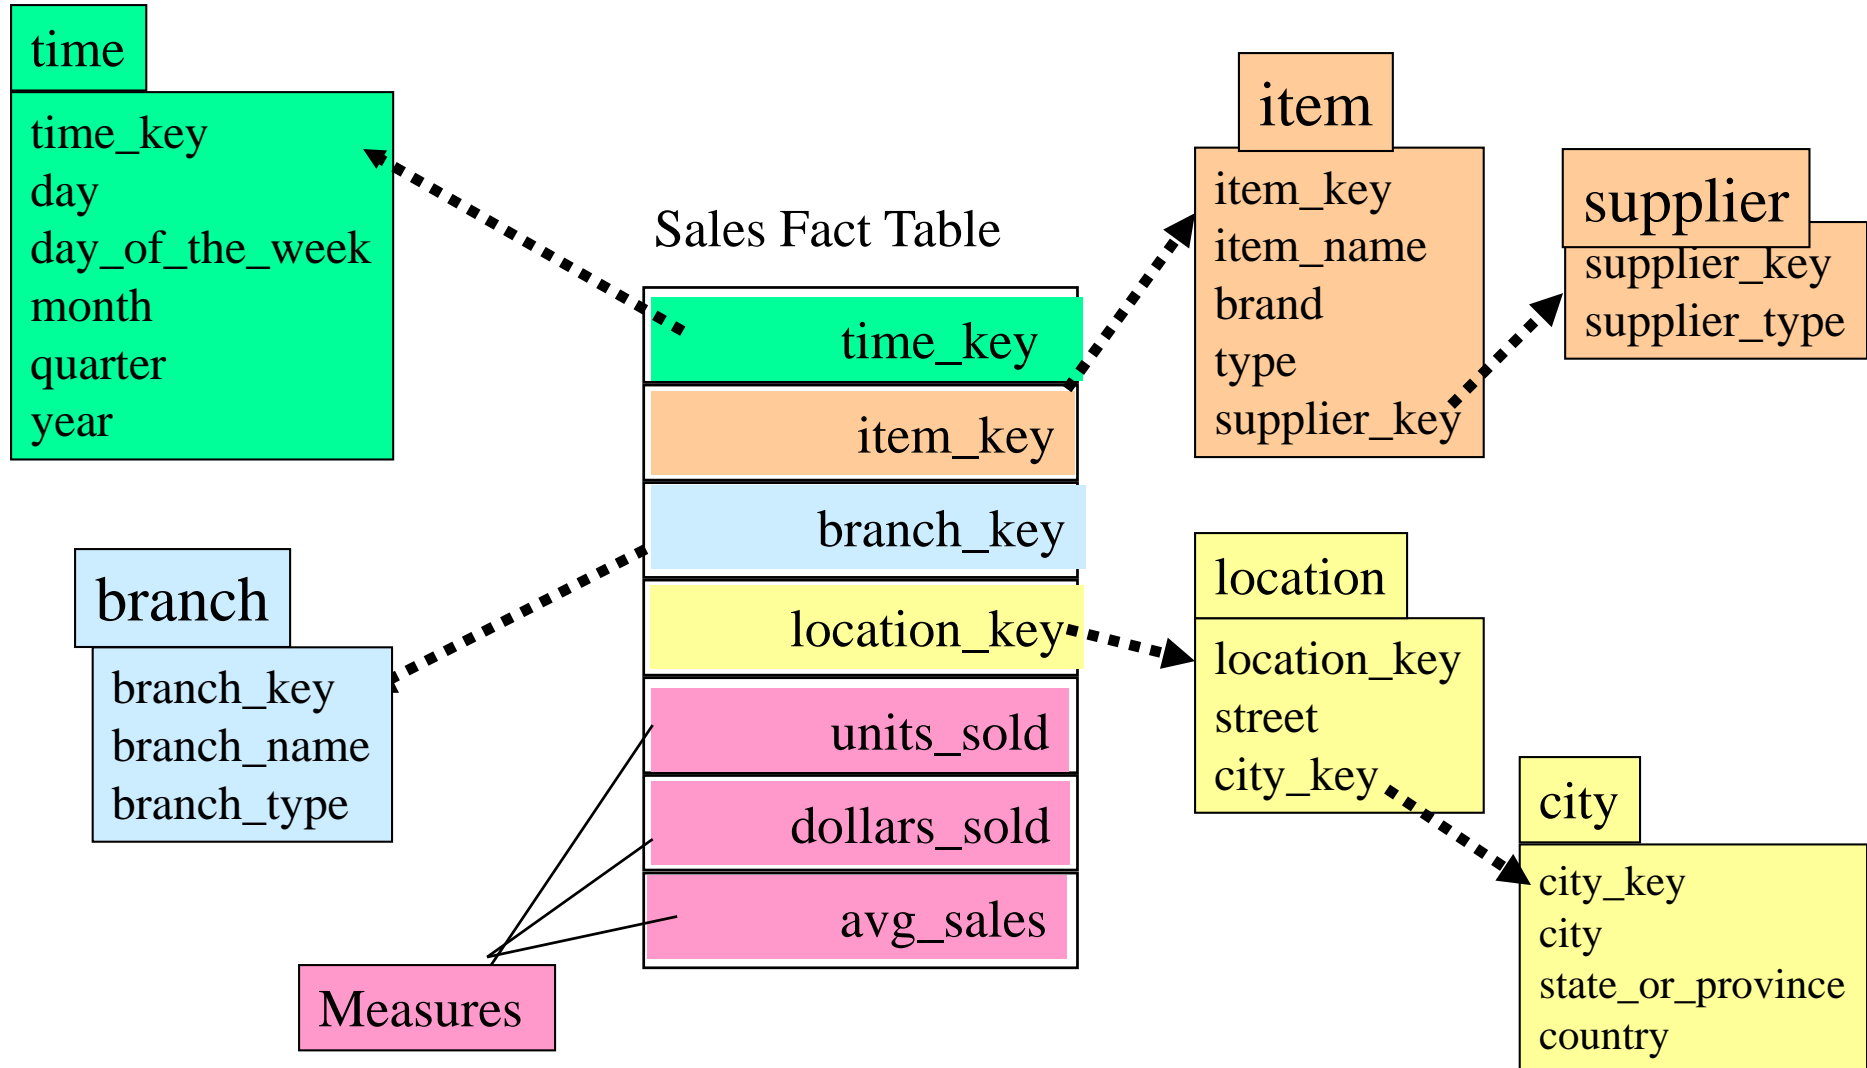 time
time_key
day
day_of_the_week
month
quarter
year
branch
branch_key
branch_name
branch_type
Sales Fact Table
time_key
item_key
branch_key
location_key
units_sold
dollars_sold
avg_sales
Measures
item
item_key
item_name
brand
type
supplier_key
supplier
supplier_key
supplier_type
location
location_key
street
city_key
city
city_key
city
state_or_province
country